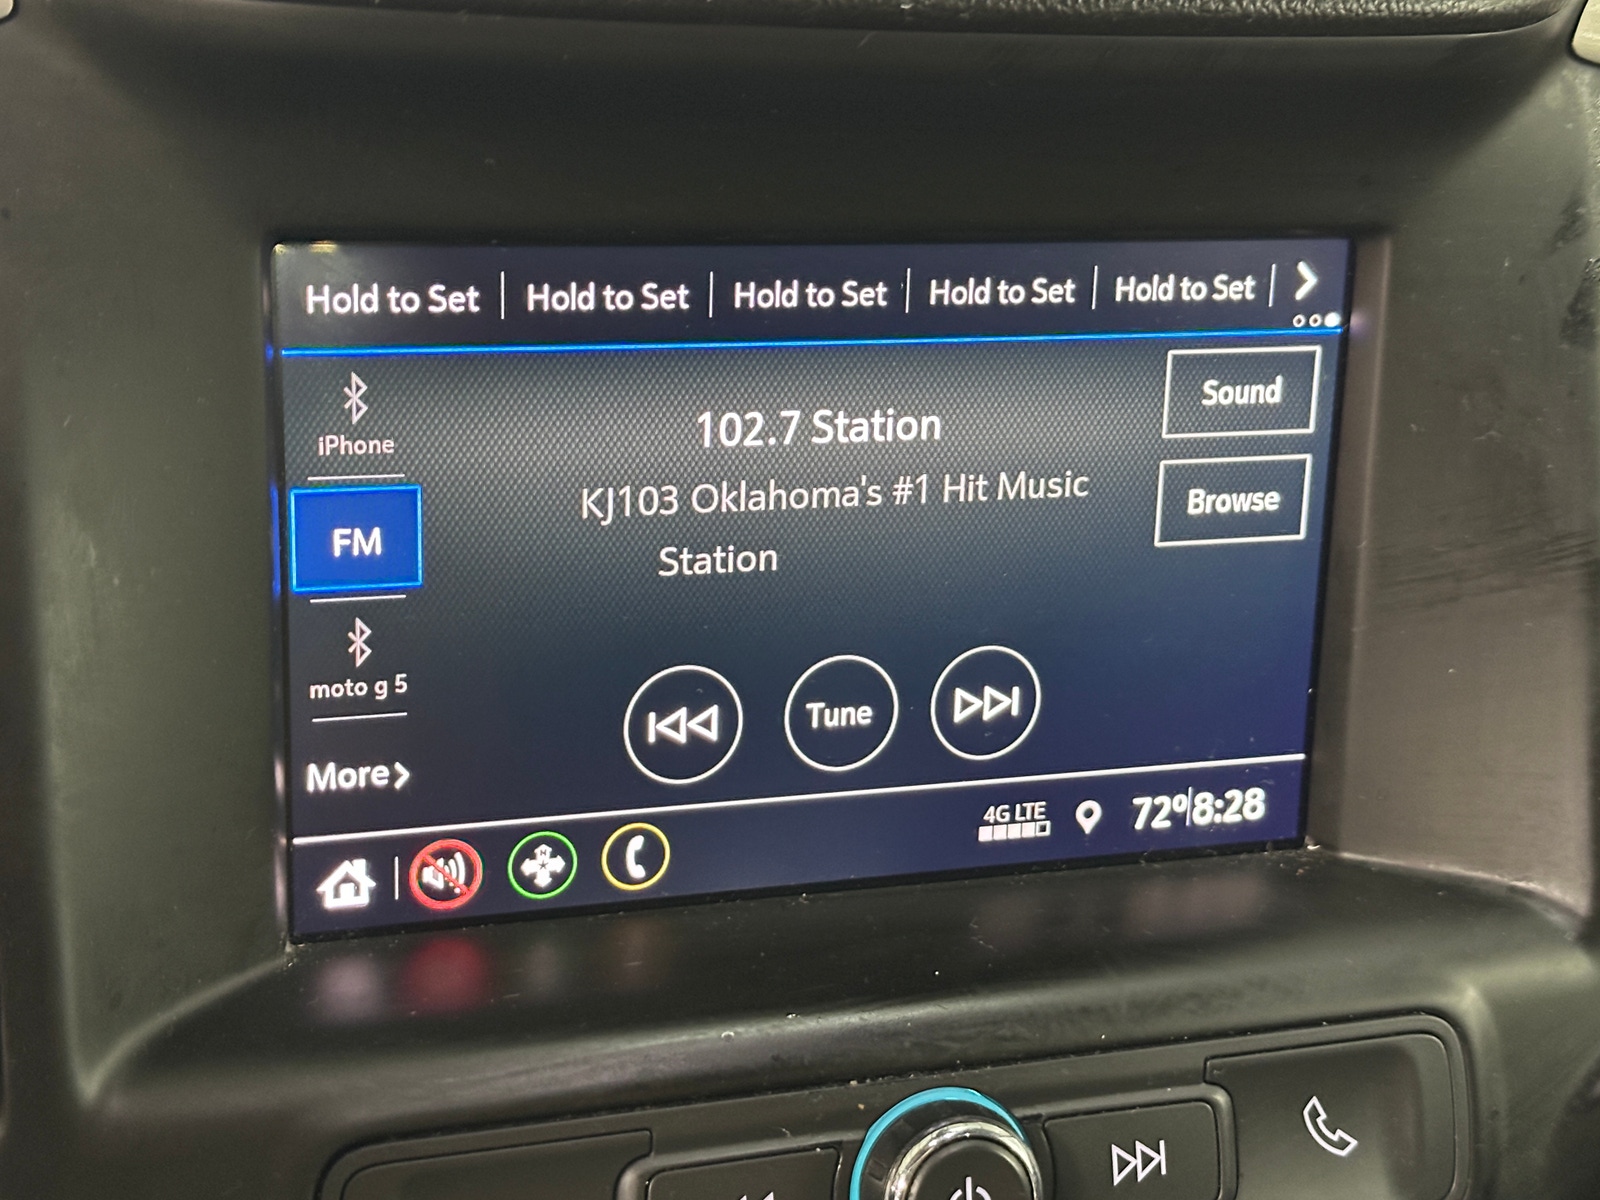 Hold to Set | Hold to Set | Hold to Set | Hold to Set | Hold to Set |
iPhone
102.7 Station
Sound
KJ103 Oklahoma's #1 Hit Music
Station
Browse
FM
moto g 5
Tune
More
4G LTE
72° 8:28